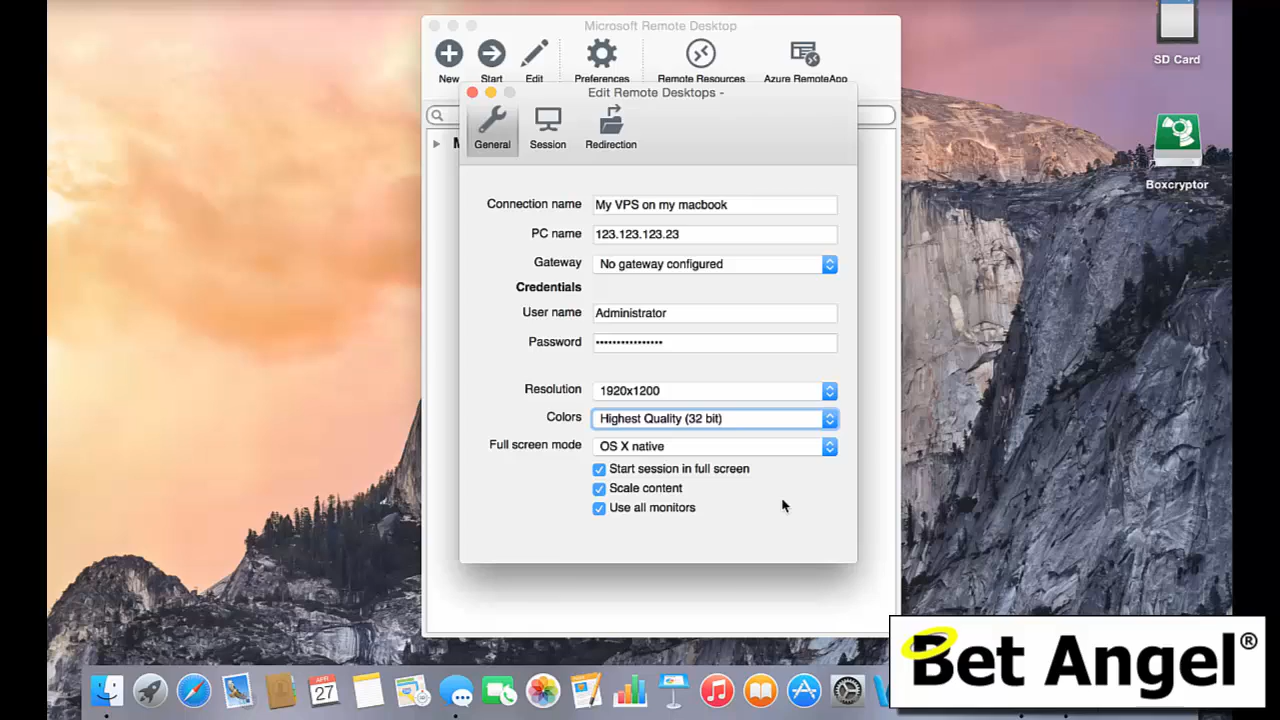 Microsoft Remote Desktop
New Start Edit Preferences Remote Resources Azure RemoteApp
Edit Remote Desktops -
General Session Redirection
M
Connection name My VPS on my macbook
PC name 123.123.123.23
Gateway No gateway configured
Credentials
User name Administrator
Password ••••••••••••••••
Resolution 1920x1200
Colors Highest Quality (32 bit)
Full screen mode OS X native
Start session in full screen
Scale content
Use all monitors
SD Card
Boxcryptor
APR
27
Bet Angel®